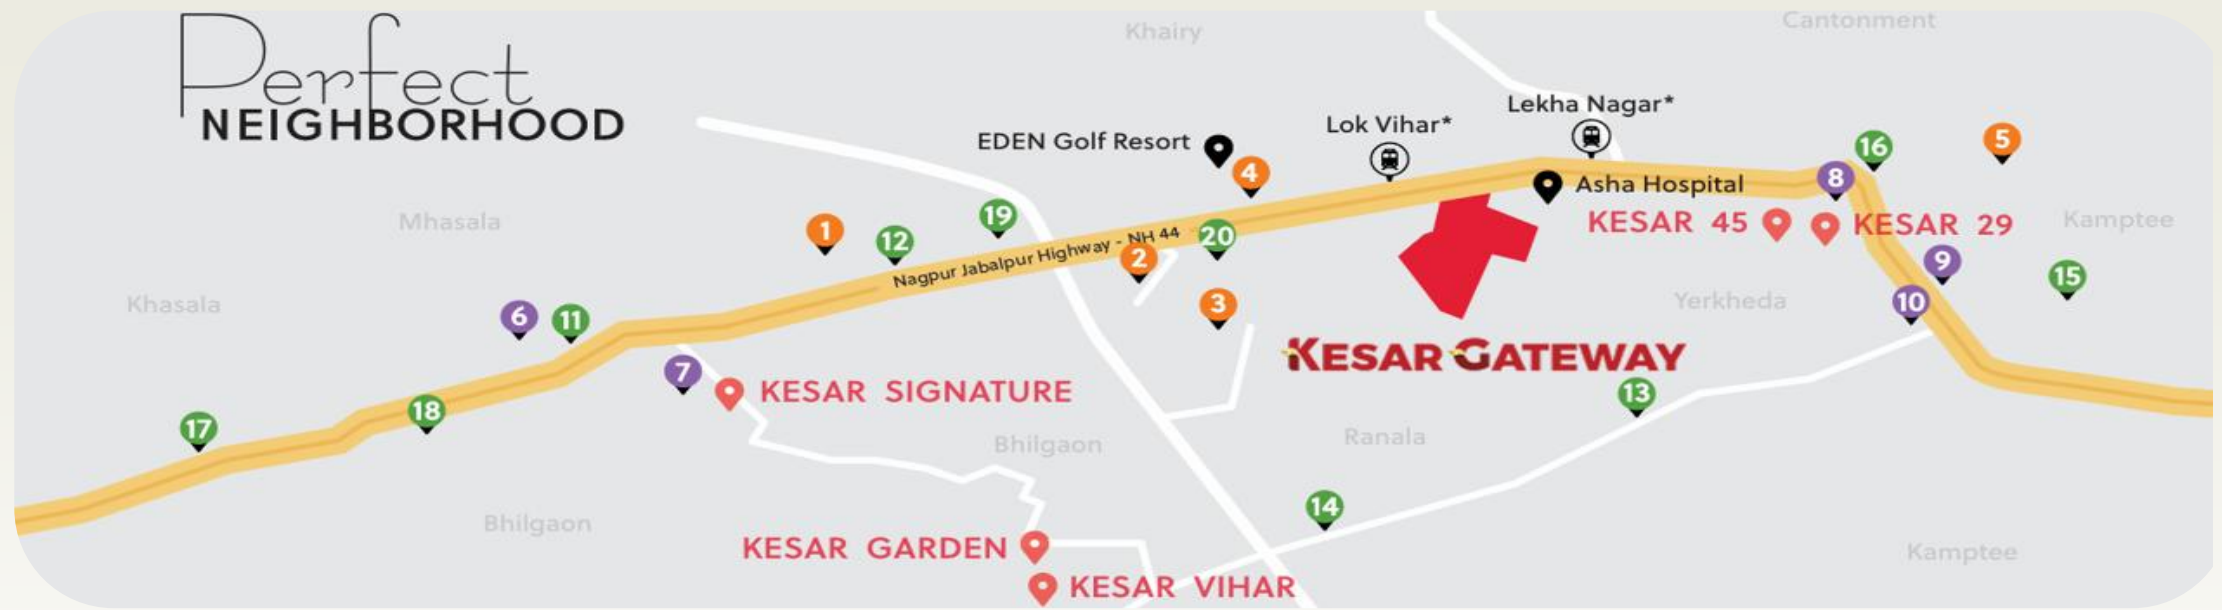 Perfect
NEIGHBORHOOD
Khairy
Cantonment
Lekha Nagar*
Lok Vihar*
EDEN Golf Resort
Asha Hospital
5
16
8
4
Mhasala
1
12
19
20
KESAR 45
KESAR 29
Kamptee
Nagpur Jabalpur Highway - NH 44
2
9
15
Khasala
6
11
3
Yerkheda
10
KESAR GATEWAY
7
KESAR SIGNATURE
13
17
18
Bhilgaon
Ranala
14
Bhilgaon
KESAR GARDEN
Kamptee
KESAR VIHAR